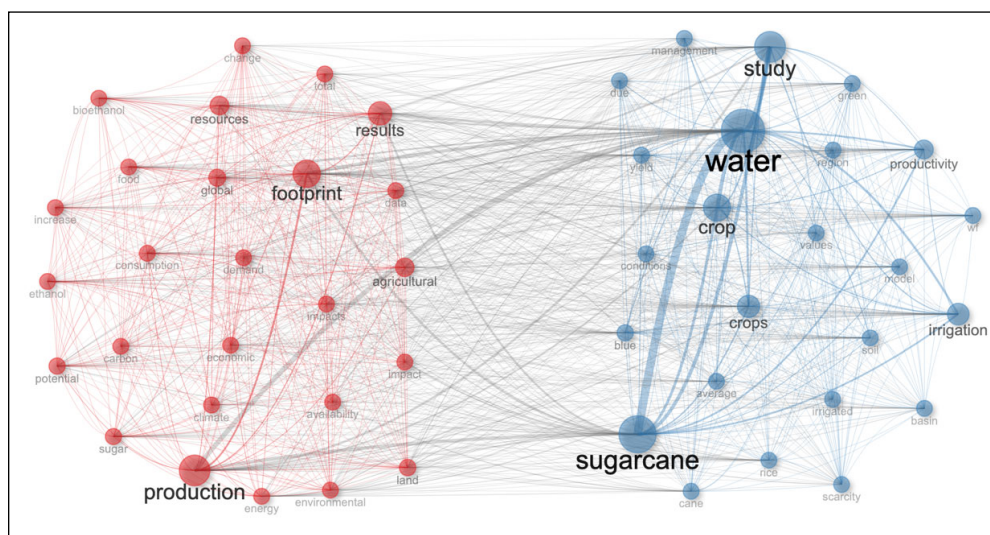 change
total
bioethanol
resources
results
food
global
footprint
data
increase
consumption
demand
agricultural
ethanol
impacts
carbon
economic
potential
impact
climate
availability
sugar
production
land
energy
environmental
management
study
due
green
water
yield
region
productivity
crop
wf
values
conditions
model
crops
irrigation
blue
soil
average
irrigated
basin
sugarcane
rice
cane
scarcity